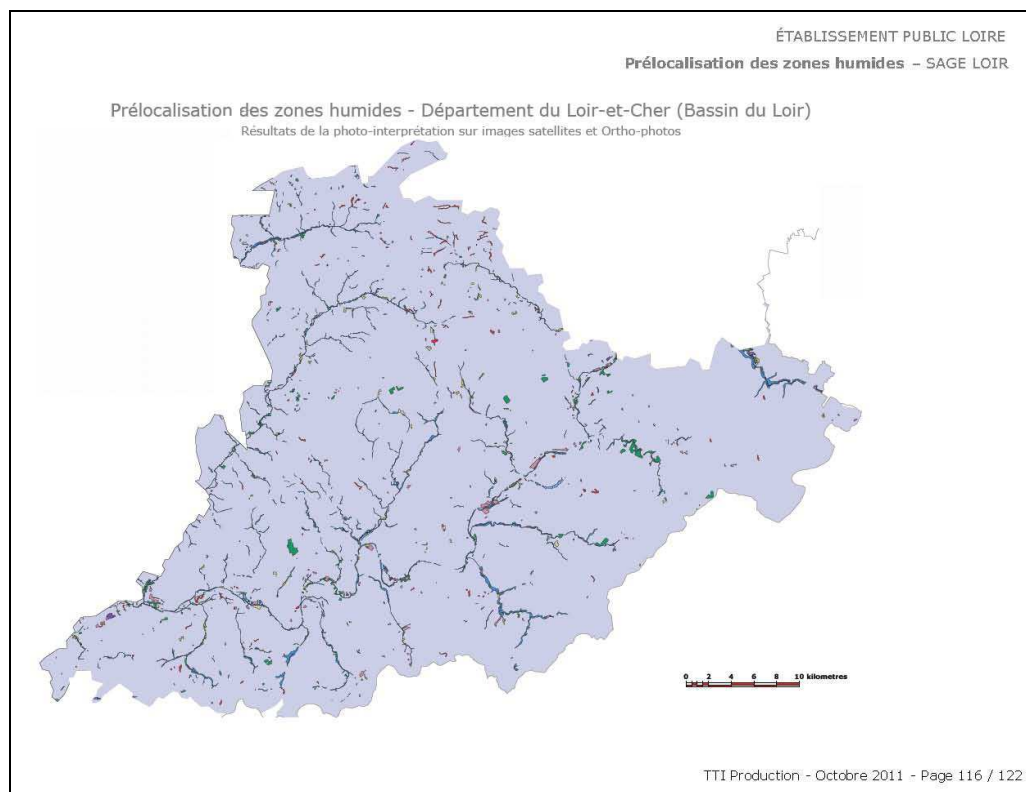 ÉTABLISSEMENT PUBLIC LOIRE
Prélocalisation des zones humides – SAGE LOIR
Prélocalisation des zones humides - Département du Loir-et-Cher (Bassin du Loir)
Résultats de la photo-interprétation sur images satellites et Ortho-photos
0 2 4 6 8 10 kilometres
TTI Production - Octobre 2011 - Page 116 / 122